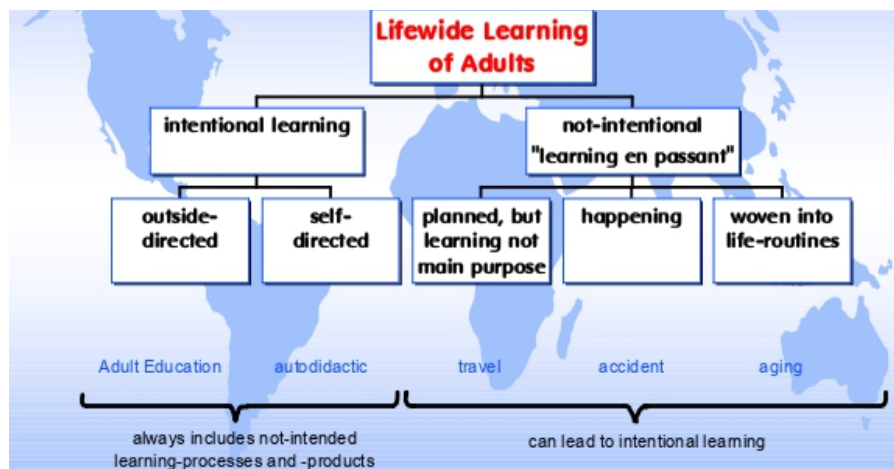 Lifewide Learning
of Adults
intentional learning
not-intentional
"learning en passant"
outside-
directed
self-
directed
planned, but
learning not
main purpose
happening
woven into
life-routines
Adult Education
autodidactic
travel
accident
aging
always includes not-intended
learning-processes and -products
can lead to intentional learning